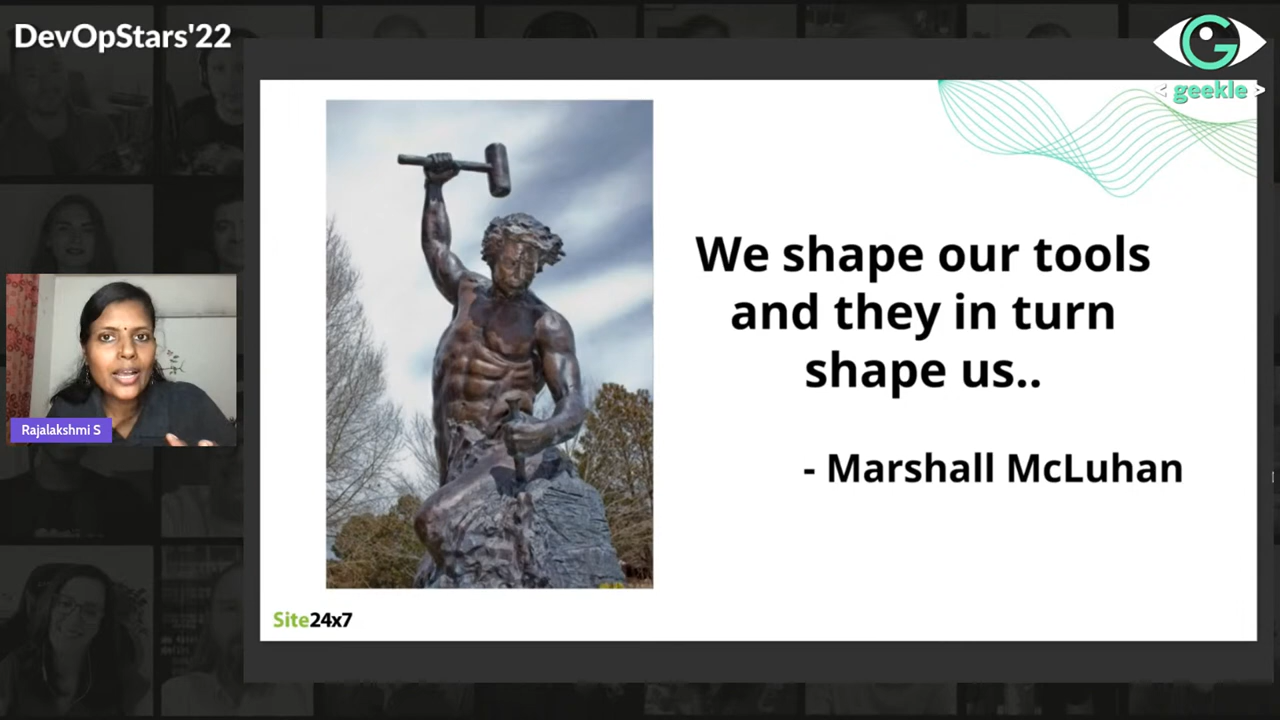 DevOpStars'22
G
< geekle >
We shape our tools
and they in turn
shape us..
- Marshall McLuhan
Rajalakshmi S
Site24x7